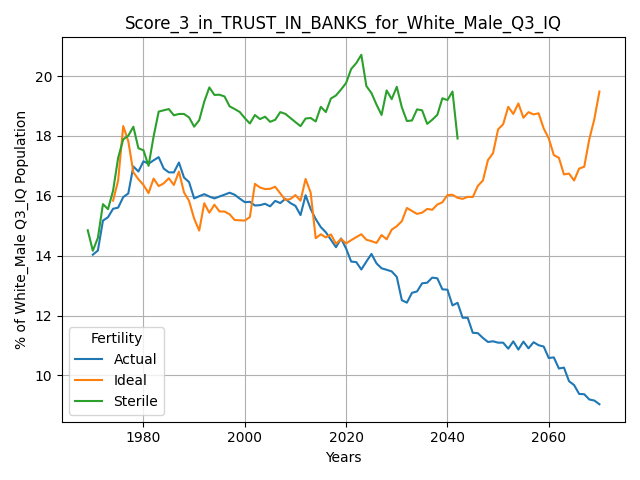 Score_3_in_TRUST_IN_BANKS_for_White_Male_Q3_IQ
% of White_Male Q3_IQ Population
20
18
16
14
12
10
Fertility
Actual
Ideal
Sterile
1980
2000
2020
2040
2060
Years